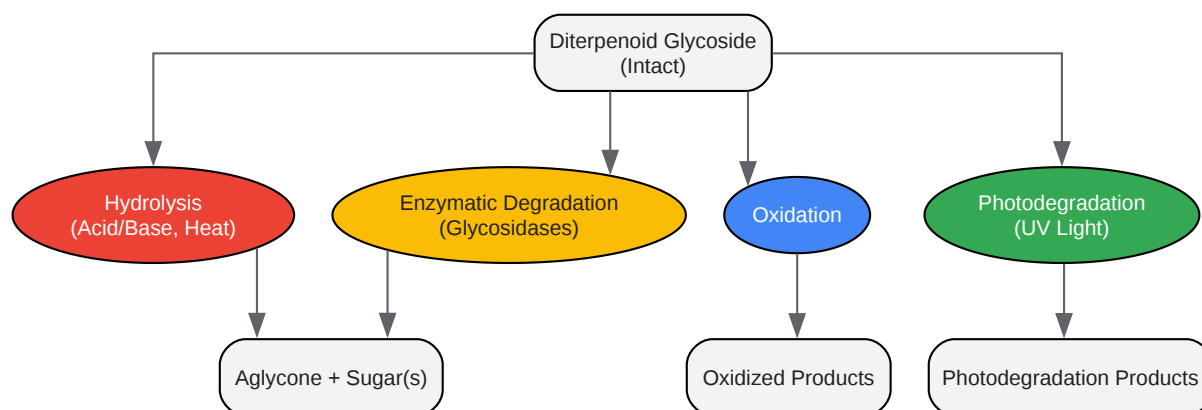 Diterpenoid Glycoside
(Intact)
Hydrolysis
(Acid/Base, Heat)
Enzymatic Degradation
(Glycosidases)
Oxidation
Photodegradation
(UV Light)
Aglycone + Sugar(s)
Oxidized Products
Photodegradation Products